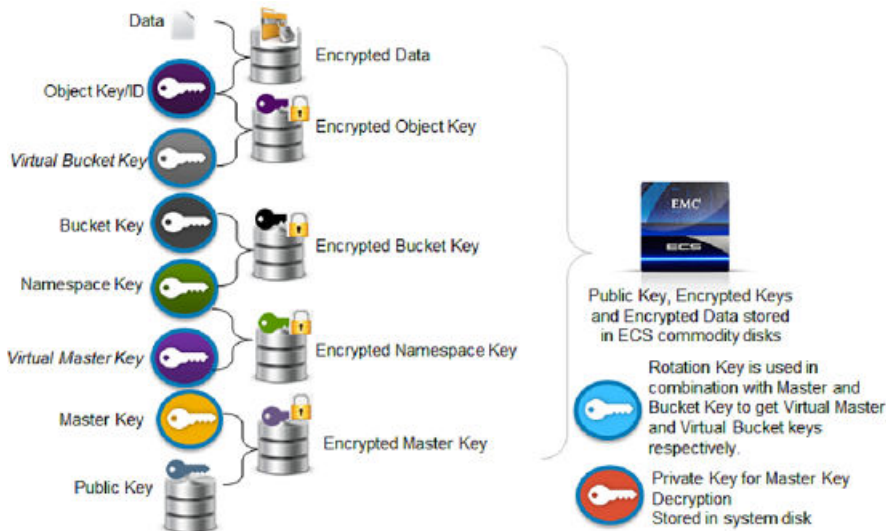 Data
Encrypted Data
Object Key/ID
Encrypted Object Key
Virtual Bucket Key
Bucket Key
Encrypted Bucket Key
Namespace Key
Encrypted Namespace Key
Virtual Master Key
Master Key
Encrypted Master Key
Public Key
EMC²
ECS
Public Key, Encrypted Keys
and Encrypted Data stored
in ECS commodity disks
Rotation Key is used in
combination with Master and
Bucket Key to get Virtual Master
and Virtual Bucket keys
respectively.
Private Key for Master Key
Decryption
Stored in system disk